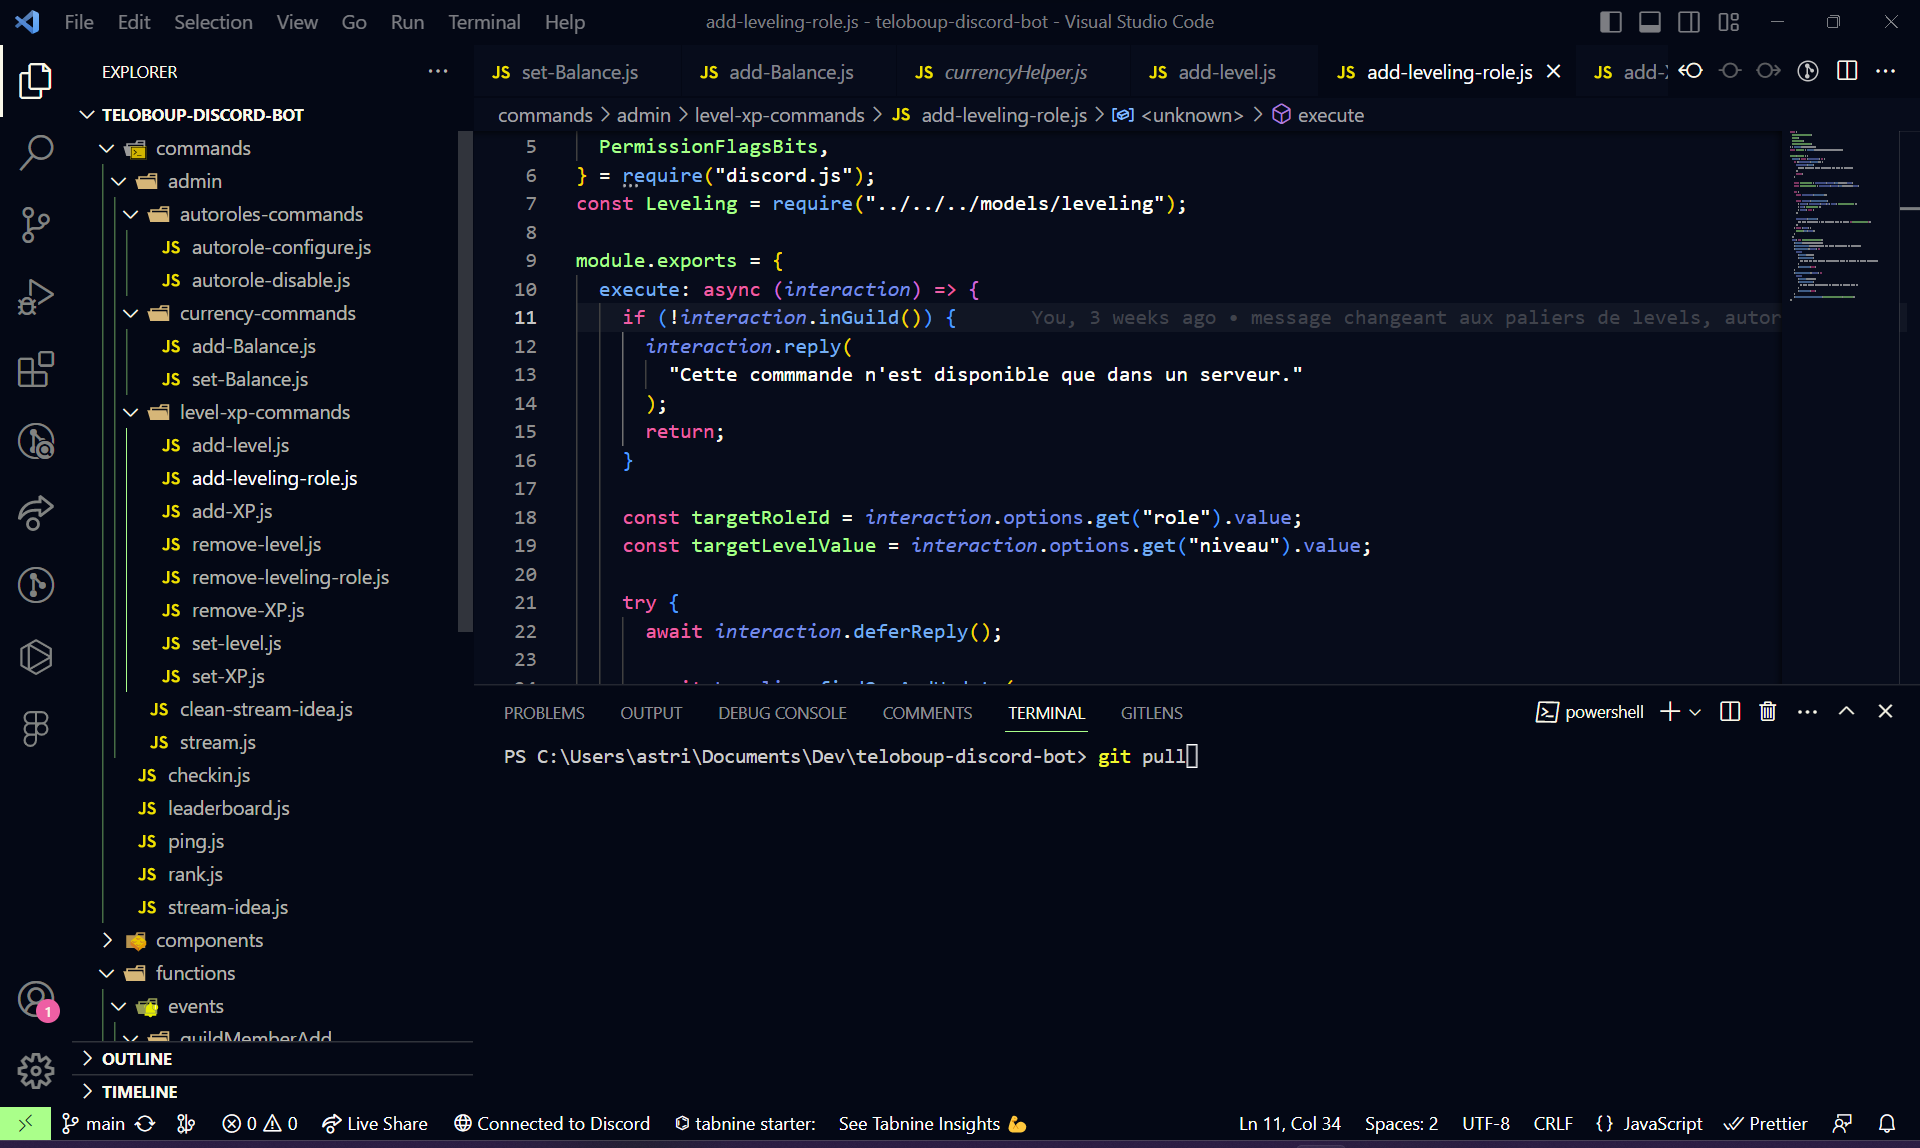 File Edit Selection View Go Run Terminal Help
add-leveling-role.js - teloboup-discord-bot - Visual Studio Code
EXPLORER
TELOBOUP-DISCORD-BOT
commands
admin
autoroles-commands
JS autorole-configure.js
JS autorole-disable.js
currency-commands
JS add-Balance.js
JS set-Balance.js
level-xp-commands
JS add-level.js
JS add-leveling-role.js
JS add-XP.js
JS remove-level.js
JS remove-leveling-role.js
JS remove-XP.js
JS set-level.js
JS set-XP.js
JS clean-stream-idea.js
JS stream.js
JS checkin.js
JS leaderboard.js
JS ping.js
JS rank.js
JS stream-idea.js
components
functions
events
guildMemberAdd
OUTLINE
TIMELINE
1
JS set-Balance.js JS add-Balance.js JS currencyHelper.js JS add-level.js JS add-leveling-role.js JS add-
commands > admin > level-xp-commands > JS add-leveling-role.js > <unknown> > execute
5 PermissionFlagsBits,
6 } = require("discord.js");
7 const Leveling = require("../../../models/leveling");
8
9 module.exports = {
10 execute: async (interaction) => {
11 if (!interaction.inGuild()) { You, 3 weeks ago • message changeant aux paliers de levels, autor
12 interaction.reply(
13 "Cette commmande n'est disponible que dans un serveur."
14 );
15 return;
16 }
17
18 const targetRoleId = interaction.options.get("role").value;
19 const targetLevelValue = interaction.options.get("niveau").value;
20
21 try {
22 await interaction.deferReply();
23
PROBLEMS OUTPUT DEBUG CONSOLE COMMENTS TERMINAL GITLENS
powershell
PS C:\Users\astri\Documents\Dev\teloboup-discord-bot> git pull
main 0 0 Live Share Connected to Discord tabnine starter: See Tabnine Insights 💪 Ln 11, Col 34 Spaces: 2 UTF-8 CRLF {} JavaScript Prettier